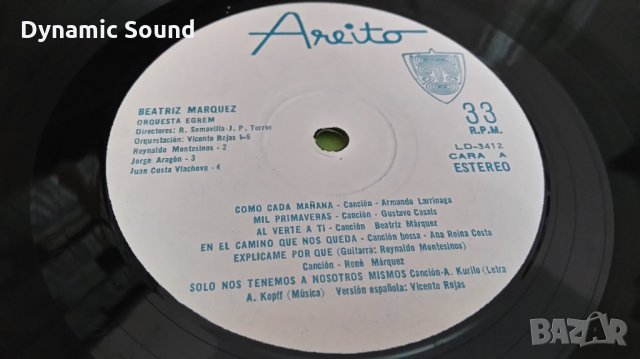 Dynamic Sound
Areito
BEATRIZ MARQUEZ
ORQUESTA EGREM
Directores: R. Somavilla-J. P. Torres
Orquestación: Vicente Rojas 1-6
Reynaldo Montesinos - 2
Jorge Aragón - 3
Juan Costa Vlacheva - 4
33
R.P.M.
LD-3412
CARA A
ESTEREO
COMO CADA MAÑANA - Canción - Armando Larrinaga
MIL PRIMAVERAS - Canción - Gustavo Casals
AL VERTE A TI - Canción Beatriz Márquez
EN EL CAMINO QUE NOS QUEDA - Canción bossa - Ana Reina Costa
EXPLICAME POR QUE (Guitarra: Reynaldo Montesinos)
Canción - René Márquez
SOLO NOS TENEMOS A NOSOTROS MISMOS Canción-A. Kurilo (Letra
A. Kopff (Música) Versión española: Vicente Rojas
BAZAR
.bg